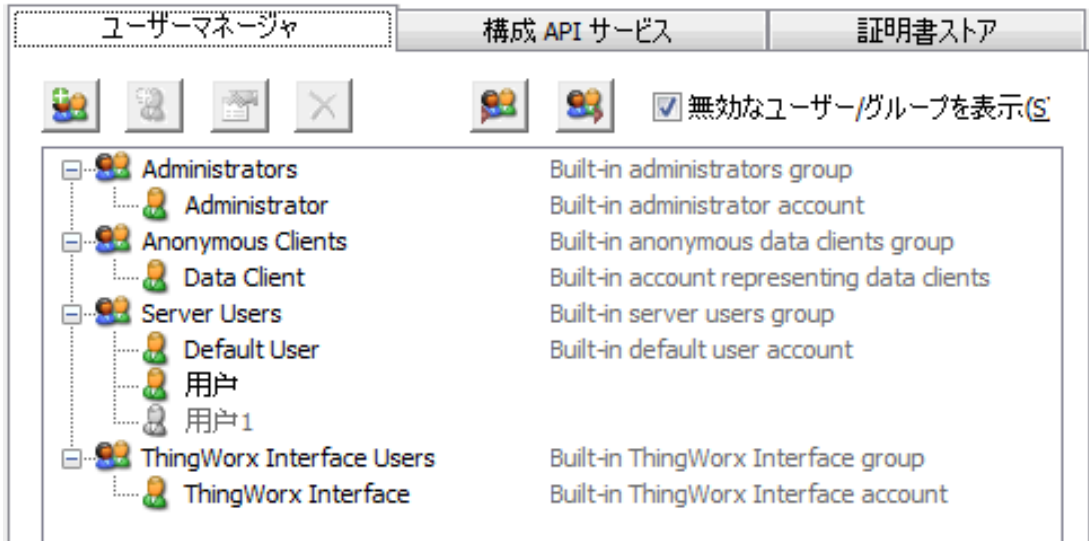 ユーザーマネージャ 構成 API サービス 証明書ストア
無効なユーザー/グループを表示(S
Administrators Built-in administrators group
Administrator Built-in administrator account
Anonymous Clients Built-in anonymous data clients group
Data Client Built-in account representing data clients
Server Users Built-in server users group
Default User Built-in default user account
用户
用户1
ThingWorx Interface Users Built-in ThingWorx Interface group
ThingWorx Interface Built-in ThingWorx Interface account